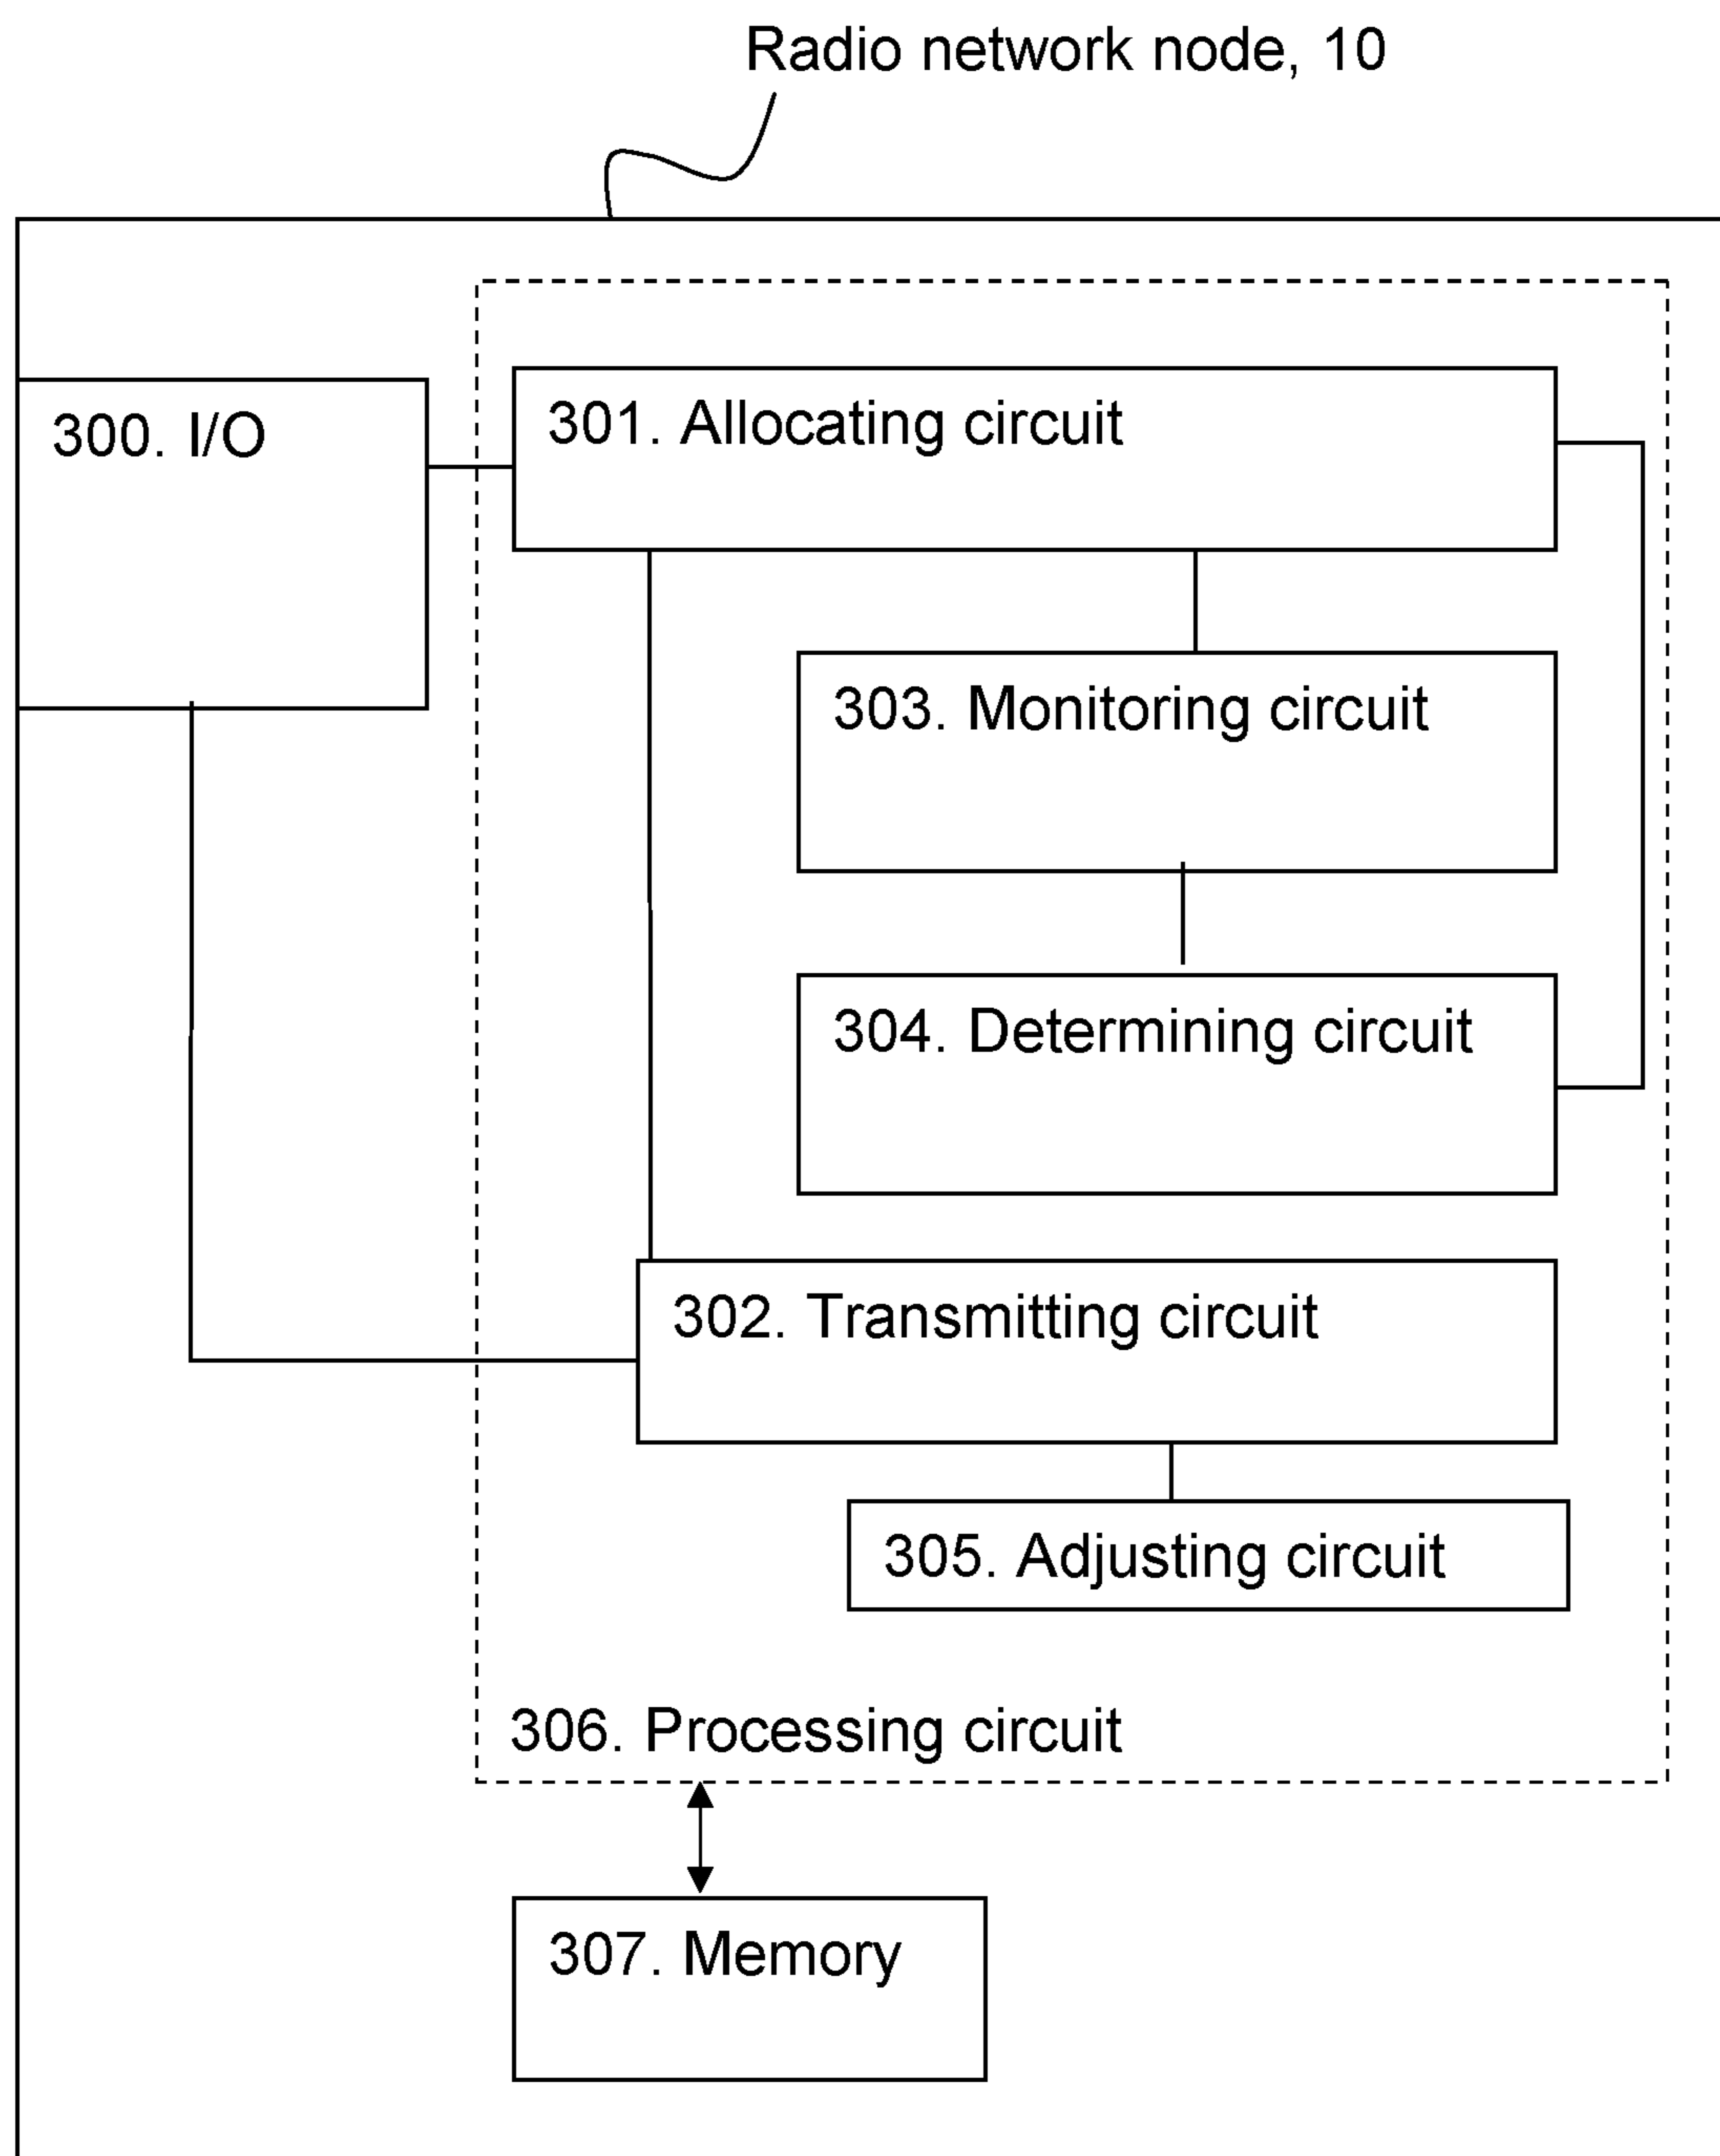 Radio network node, 10
300. I/O
301. Allocating circuit
303. Monitoring circuit
304. Determining circuit
302. Transmitting circuit
305. Adjusting circuit
306. Processing circuit
307. Memory